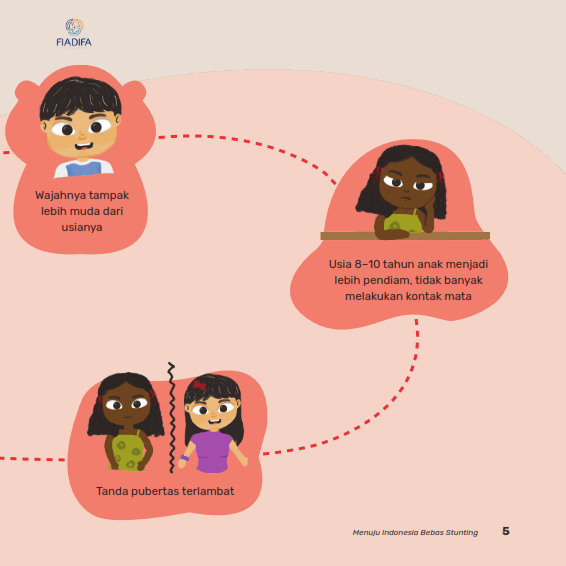 FIADIFA
Wajahnya tampak
lebih muda dari
usianya
Usia 8–10 tahun anak menjadi
lebih pendiam, tidak banyak
melakukan kontak mata
Tanda pubertas terlambat
Menuju Indonesia Bebas Stunting 5